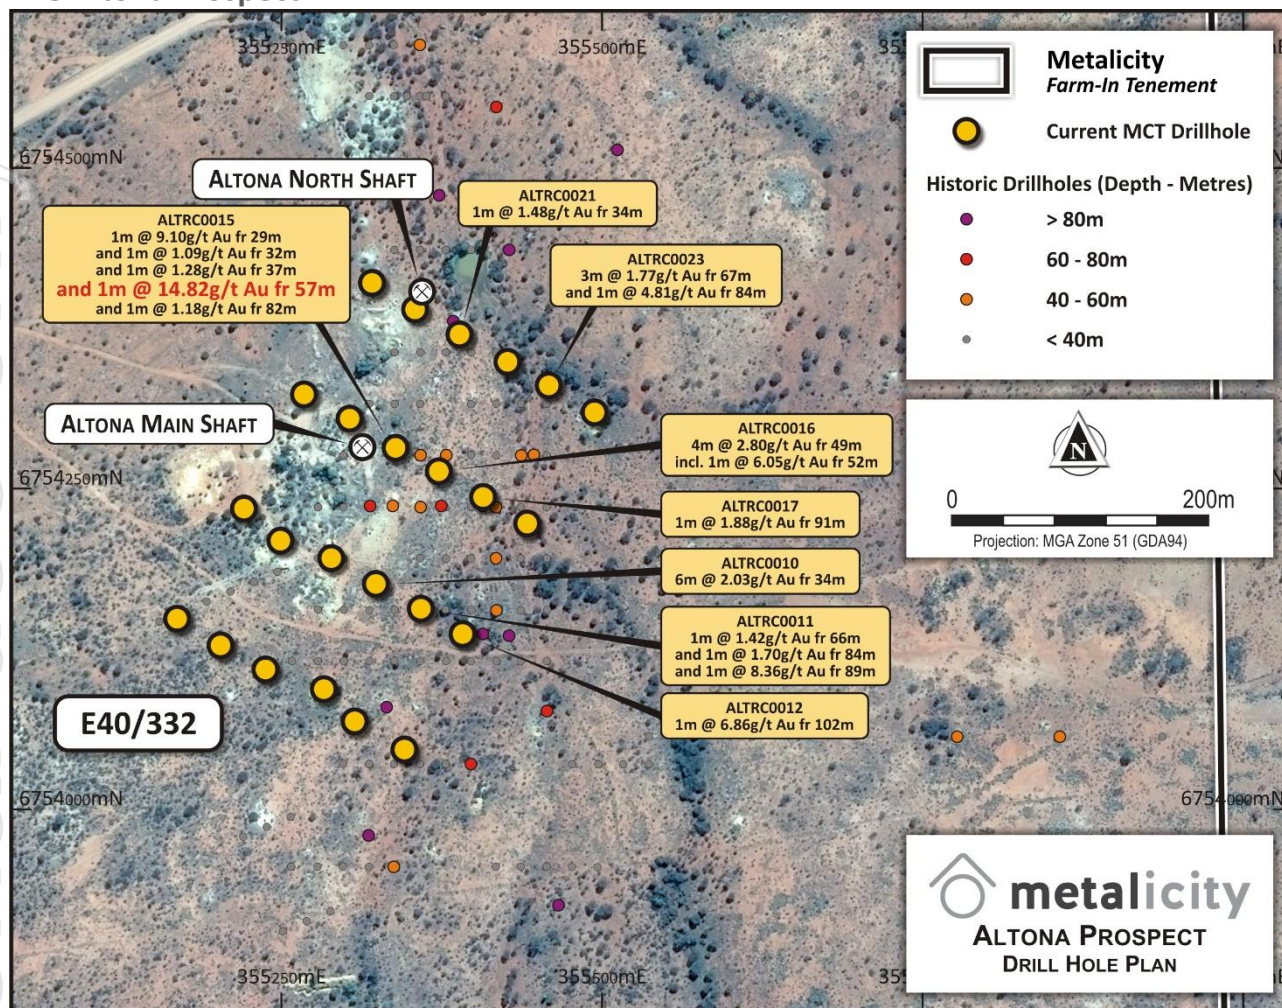 355250mE
355500mE
6754500mN
Metalicity
Farm-In Tenement
Current MCT Drillhole
Historic Drillholes (Depth - Metres)
> 80m
60 - 80m
40 - 60m
< 40m
ALTONA NORTH SHAFT
ALTRC0021
1m @ 1.48g/t Au fr 34m
ALTRC0015
1m @ 9.10g/t Au fr 29m
and 1m @ 1.09g/t Au fr 32m
and 1m @ 1.28g/t Au fr 37m
and 1m @ 14.82g/t Au fr 57m
and 1m @ 1.18g/t Au fr 82m
ALTRC0023
3m @ 1.77g/t Au fr 67m
and 1m @ 4.81g/t Au fr 84m
ALTONA MAIN SHAFT
ALTRC0016
4m @ 2.80g/t Au fr 49m
incl. 1m @ 6.05g/t Au fr 52m
N
0 200m
Projection: MGA Zone 51 (GDA94)
6754250mN
ALTRC0017
1m @ 1.88g/t Au fr 91m
ALTRC0010
6m @ 2.03g/t Au fr 34m
ALTRC0011
1m @ 1.42g/t Au fr 66m
and 1m @ 1.70g/t Au fr 84m
and 1m @ 8.36g/t Au fr 89m
ALTRC0012
1m @ 6.86g/t Au fr 102m
E40/332
6754000mN
6754000mN
metalicity
ALTONA PROSPECT
DRILL HOLE PLAN
355250mE
355500mE